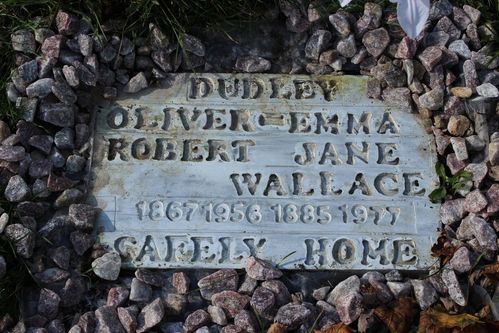 DUDLEY
OLIVER - EMMA
ROBERT JANE
WALLACE
1867 1956 1885 1977
SAFELY HOME